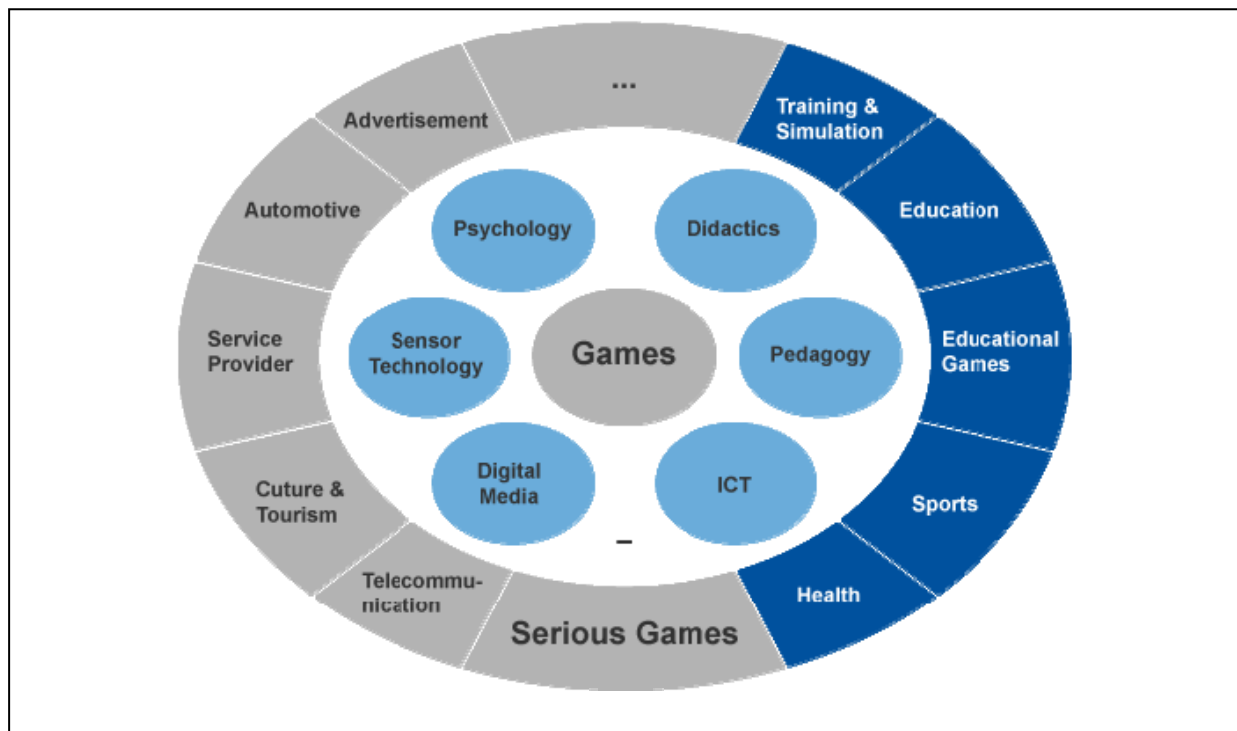 ...
Training &
Simulation
Advertisement
Education
Automotive
Psychology
Didactics
Educational
Games
Service
Provider
Sensor
Technology
Games
Pedagogy
Sports
Cuture &
Tourism
Digital
Media
ICT
–
Health
Telecommu-
nication
Serious Games